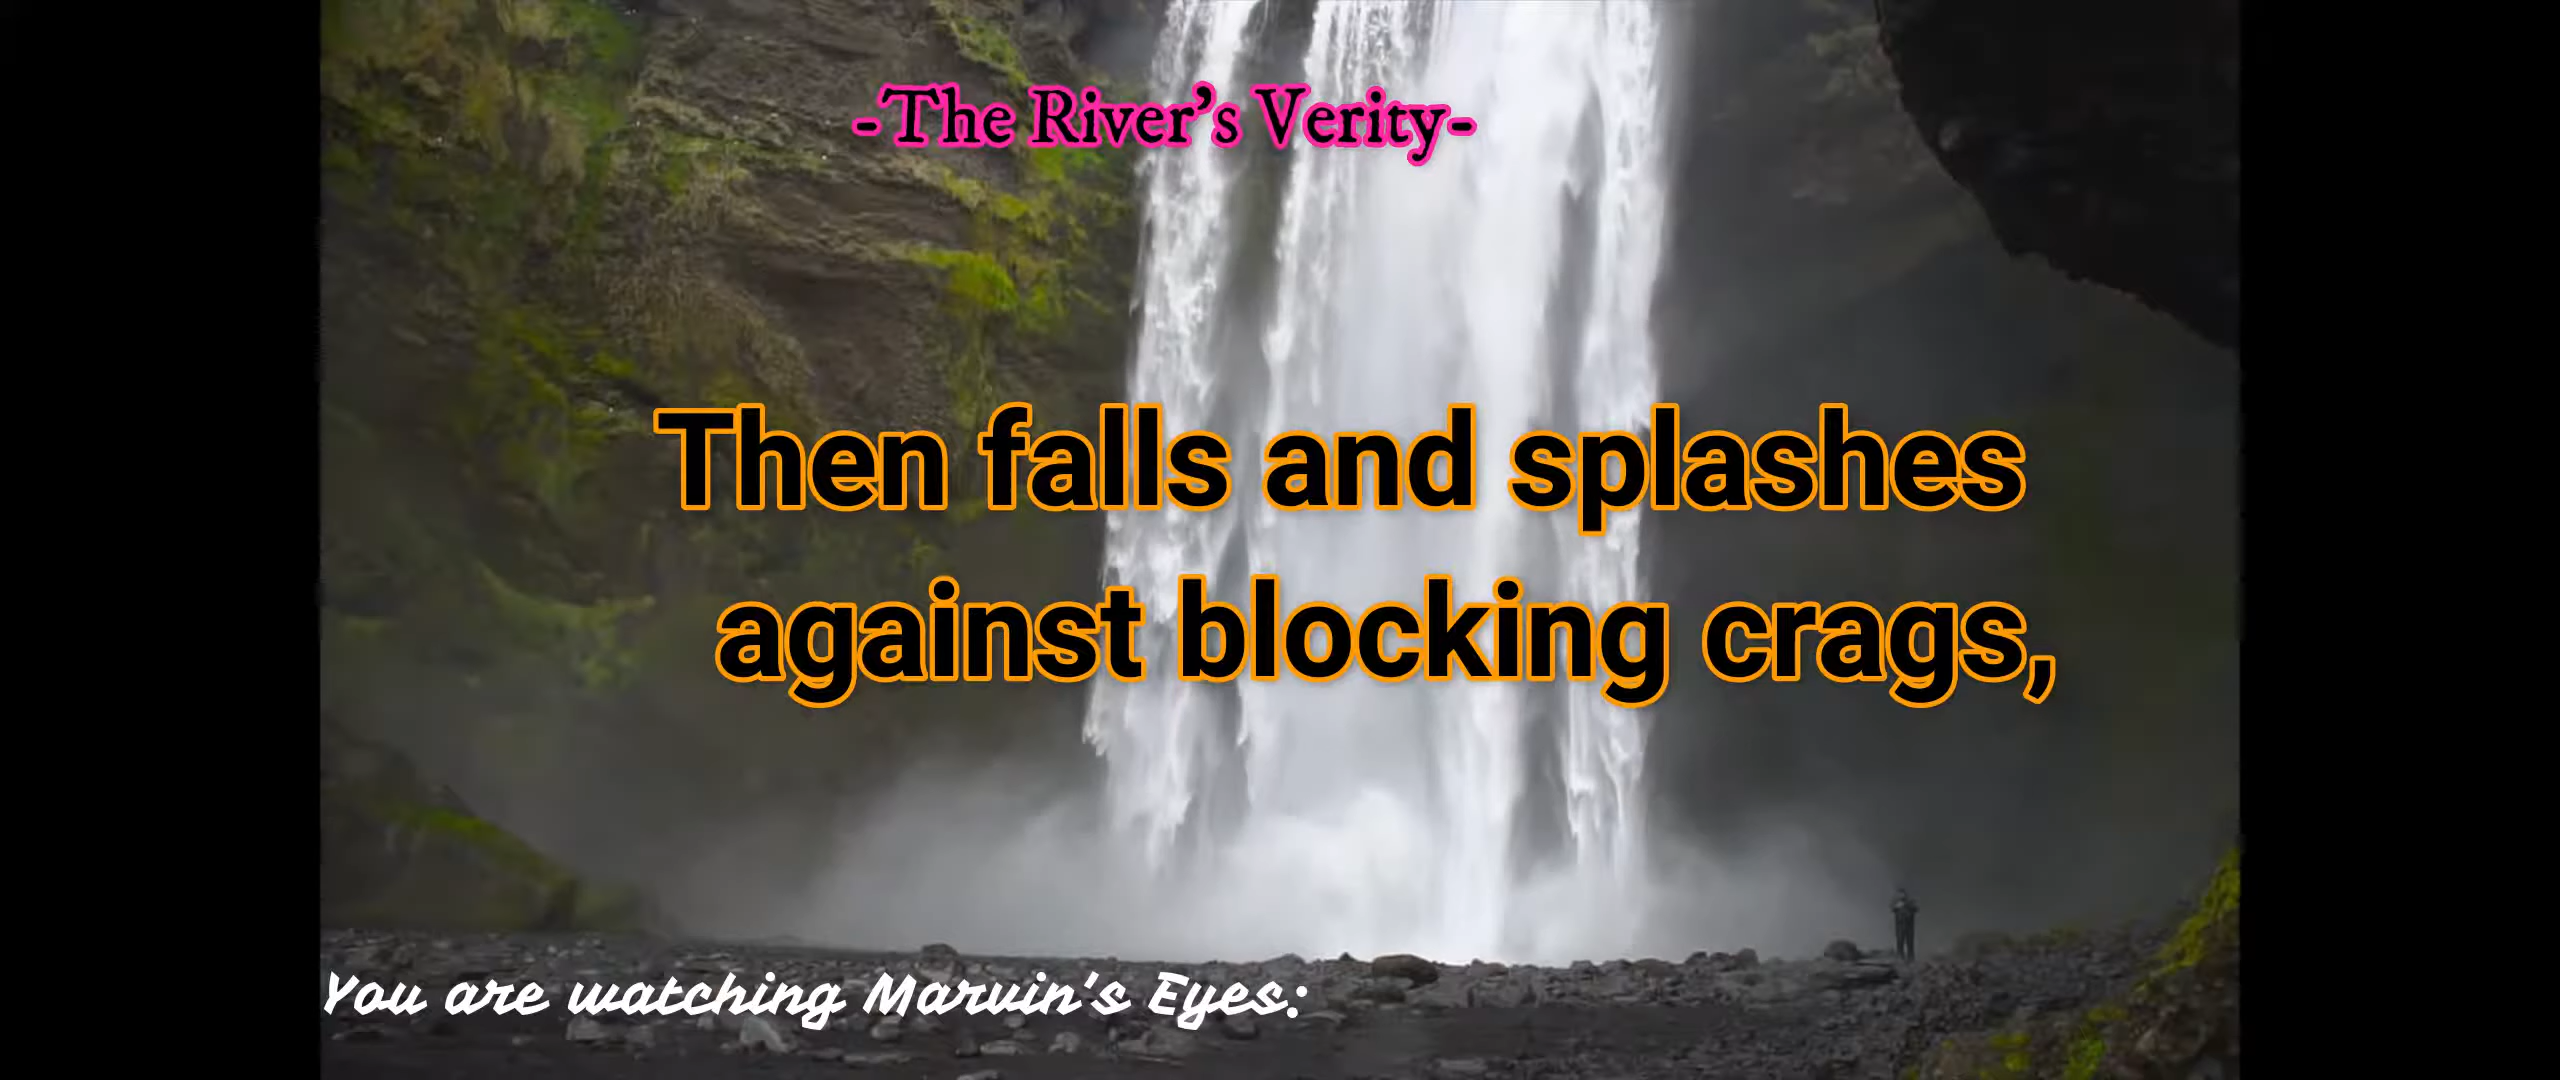 -The River's Verity-
Then falls and splashes
against blocking crags,
You are watching Marvin's Eyes: